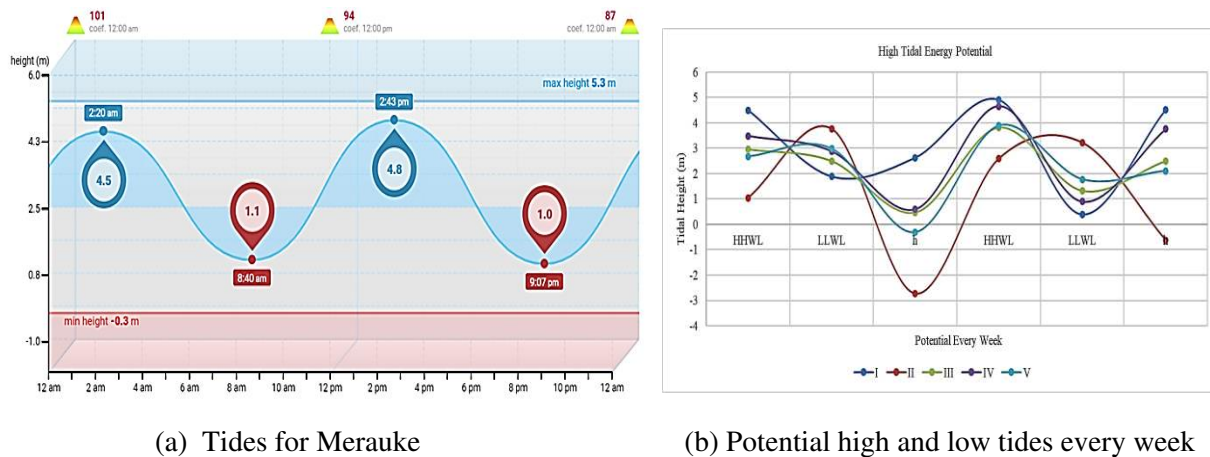 101
coef. 12:00 am
94
coef. 12:00 pm
87
coef. 12:00 am
height (m)
6.0
4.3
2.5
0.8
-1.0
max height 5.3 m
2:20 am
4.5
1.1
8:40 am
2:43 pm
4.8
1.0
9:07 pm
min height -0.3 m
12 am 2 am 4 am 6 am 8 am 10 am 12 am 2 pm 4 pm 6 pm 8 pm 10 pm 12 am
(a) Tides for Merauke
High Tidal Energy Potential
Tidal Height (m)
6
5
4
3
2
1
0
-1
-2
-3
-4
HHWL LLWL h HHWL LLWL h
Potential Every Week
I II III IV V
(b) Potential high and low tides every week